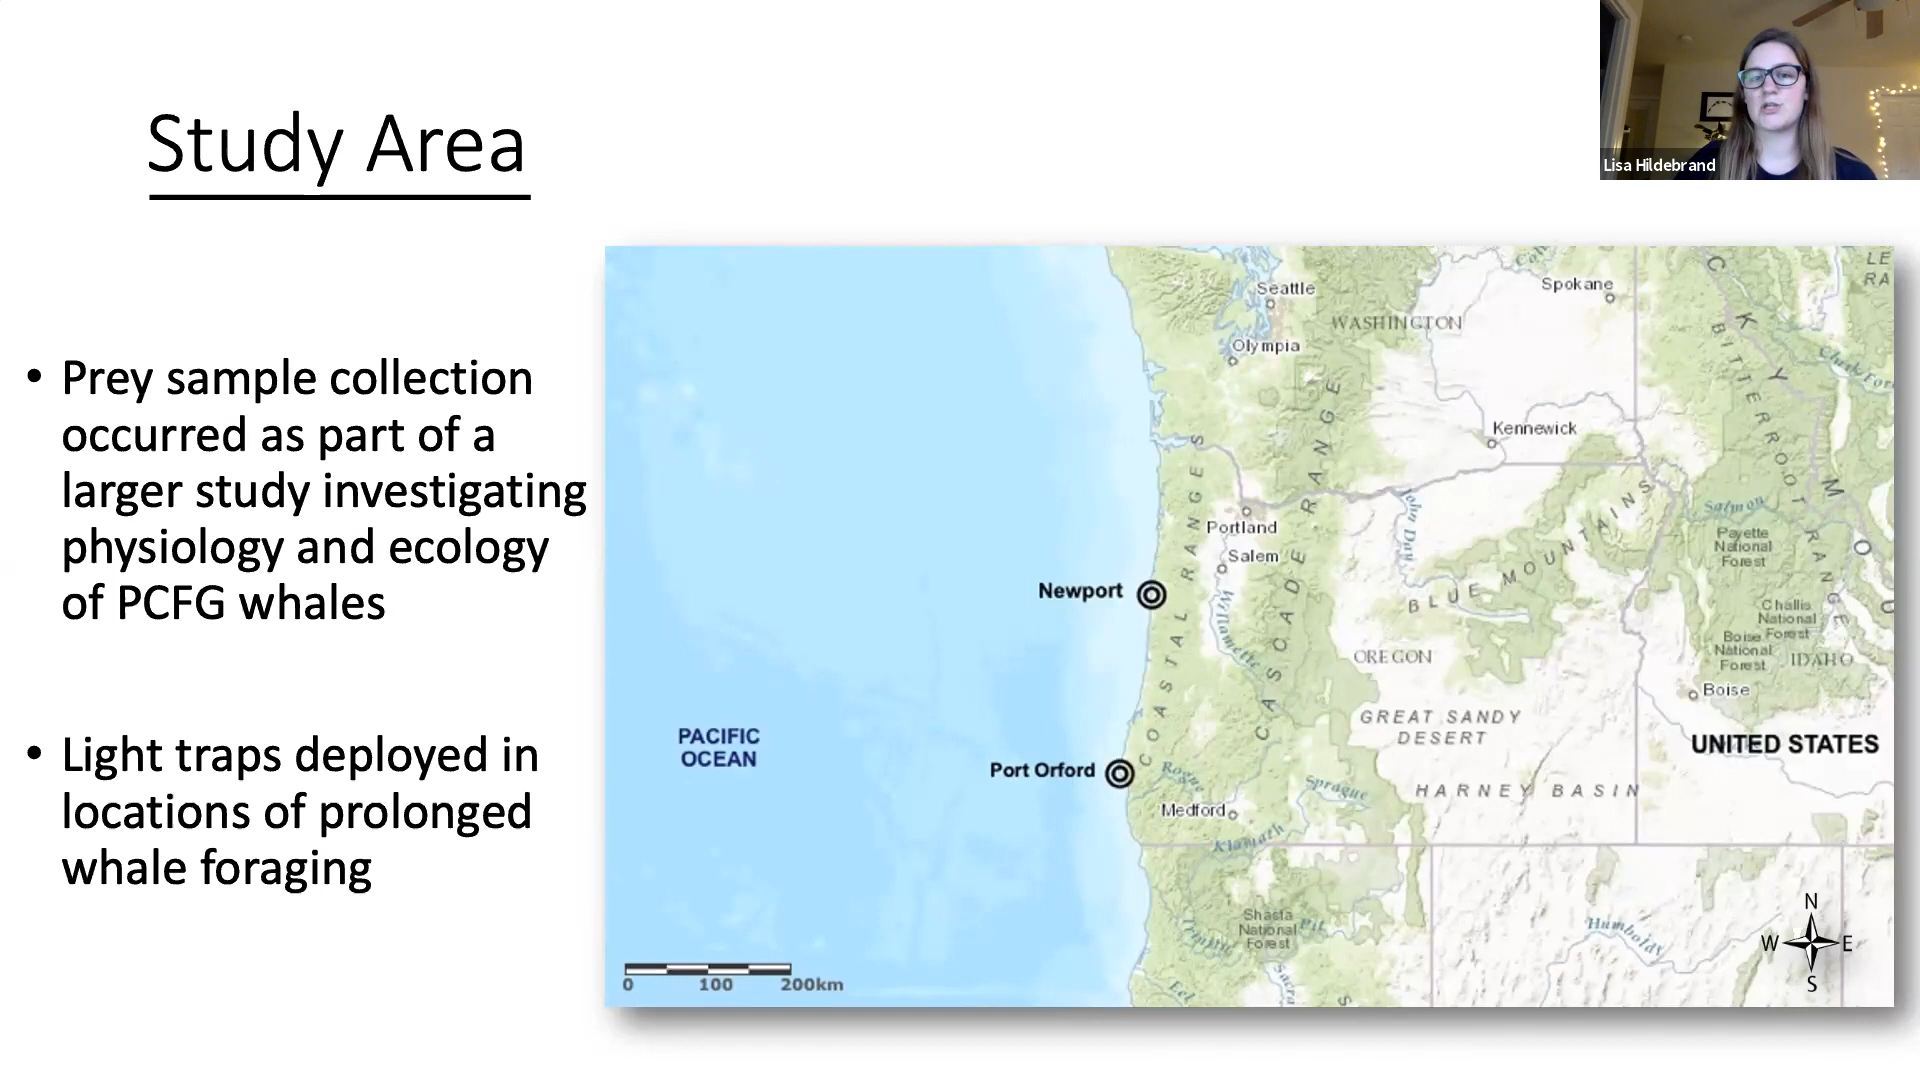 Study Area
Lisa Hildebrand
• Prey sample collection
occurred as part of a
larger study investigating
physiology and ecology
of PCFG whales
• Light traps deployed in
locations of prolonged
whale foraging
Seattle
Spokane
WASHINGTON
Olympia
Kennewick
Portland
Salem
Newport
COASTAL RANGES
CASCADE RANGE
Willamette
John Day
BLUE MOUNTAINS
Salmon
Payette
National
Forest
BITTERROOT RANGE
Clark Fork
Challis
National
Forest
Boise
National
Forest
IDAHO
OREGON
Boise
GREAT SANDY
DESERT
UNITED STATES
PACIFIC
OCEAN
Port Orford
Rogue
Sprague
HARNEY BASIN
Medford
Klamath
Shasta
National
Forest
Pit
Trinity
Humboldt
Eel
Sacra
N
W E
S
0 100 200km